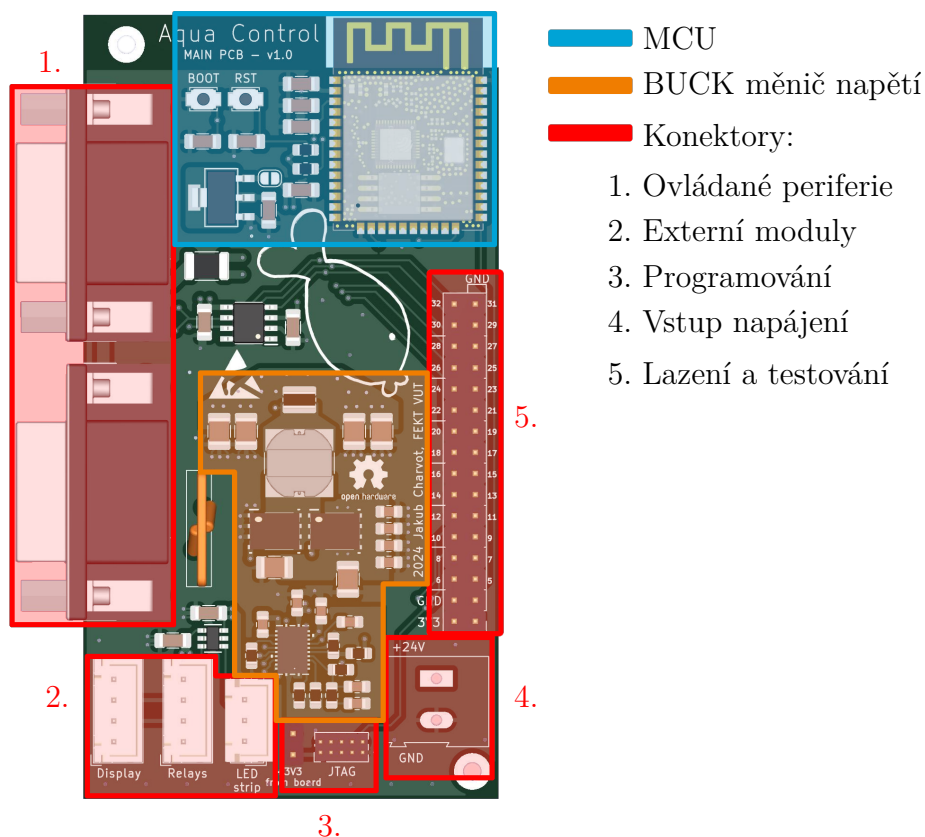 Aqua Control
MAIN PCB – v1.0
BOOT RST
MCU
BUCK měnič napětí
Konektory:
1. Ovládané periferie
2. Externí moduly
3. Programování
4. Vstup napájení
5. Lazení a testování
1.
GND
32 31
30 29
28 27
26 25
24 23
22 21
20 19
18 17
16 15
14 13
12 11
10 9
8 7
6 5
GND
3V3
5.
open hardware
2024 Jakub Charvot, FEKT VUT
+24V
GND
4.
2.
Display
Relays
LED
strip
3V3
from board
JTAG
3.